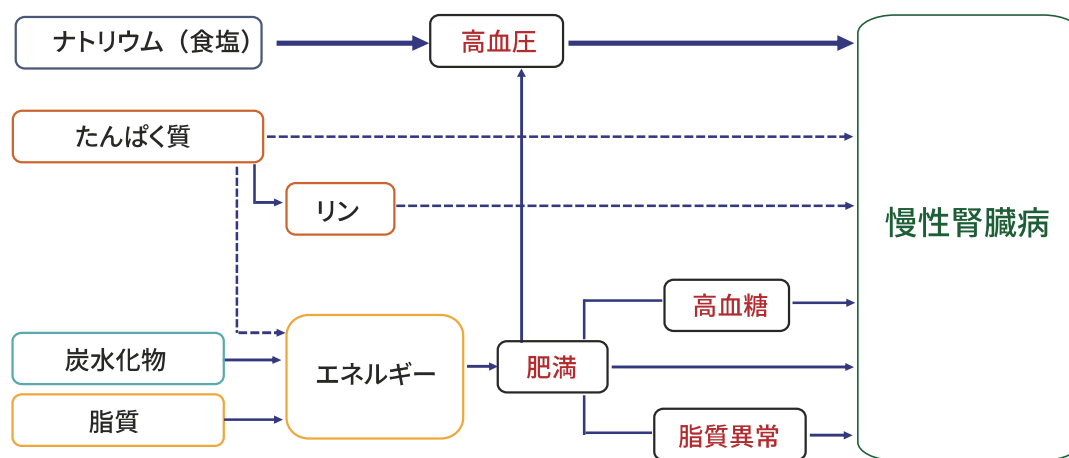 ナトリウム（食塩）
高血圧
たんぱく質
リン
慢性腎臓病
高血糖
炭水化物
エネルギー
肥満
脂質
脂質異常